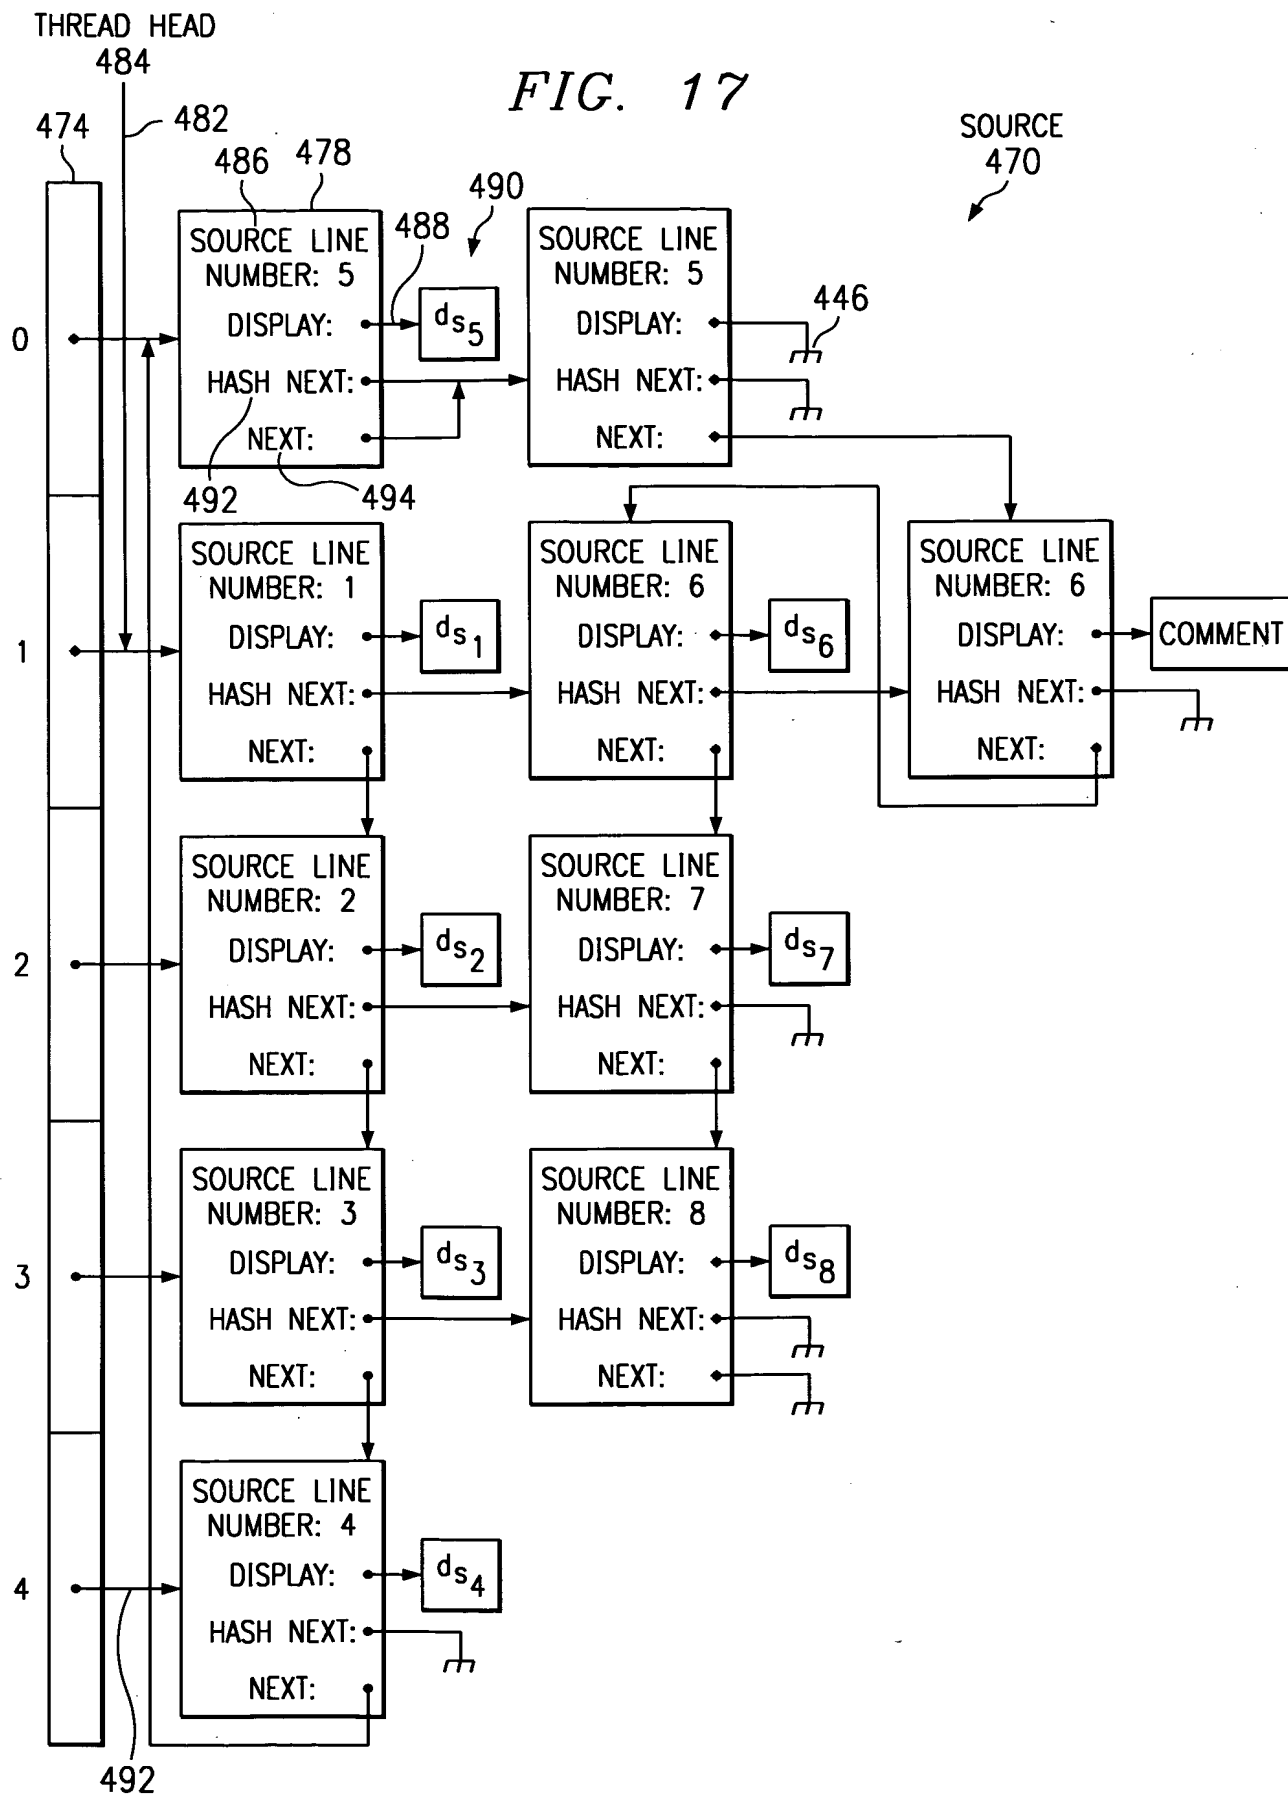 THREAD HEAD
484
FIG. 17
474
482
486
478
490
488
SOURCE
470
0
SOURCE LINE
NUMBER: 5
DISPLAY:
ds5
HASH NEXT:
NEXT:
492
494
SOURCE LINE
NUMBER: 5
DISPLAY:
446
HASH NEXT:
NEXT:
1
SOURCE LINE
NUMBER: 1
DISPLAY:
ds1
HASH NEXT:
NEXT:
SOURCE LINE
NUMBER: 6
DISPLAY:
ds6
HASH NEXT:
NEXT:
SOURCE LINE
NUMBER: 6
DISPLAY:
COMMENT
HASH NEXT:
NEXT:
2
SOURCE LINE
NUMBER: 2
DISPLAY:
ds2
HASH NEXT:
NEXT:
SOURCE LINE
NUMBER: 7
DISPLAY:
ds7
HASH NEXT:
NEXT:
3
SOURCE LINE
NUMBER: 3
DISPLAY:
ds3
HASH NEXT:
NEXT:
SOURCE LINE
NUMBER: 8
DISPLAY:
ds8
HASH NEXT:
NEXT:
4
SOURCE LINE
NUMBER: 4
DISPLAY:
ds4
HASH NEXT:
NEXT:
492